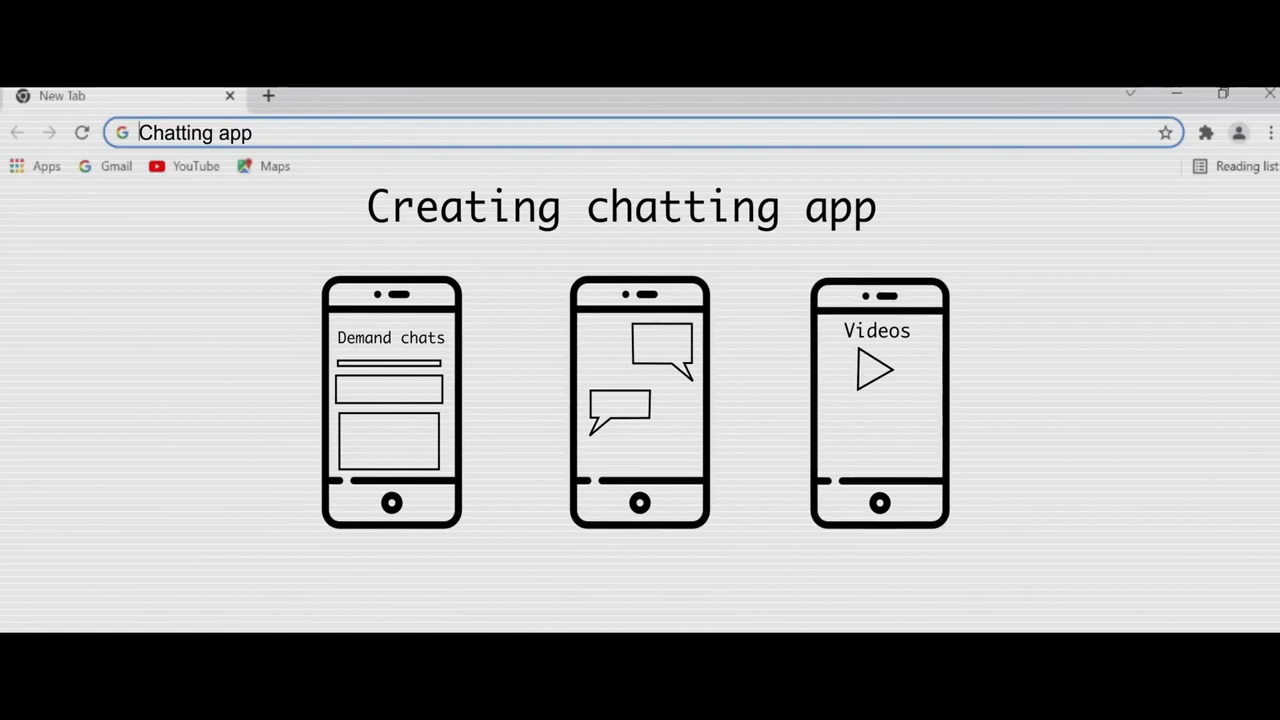 New Tab
Chatting app
Apps Gmail YouTube Maps Reading list
Creating chatting app
Demand chats
Videos